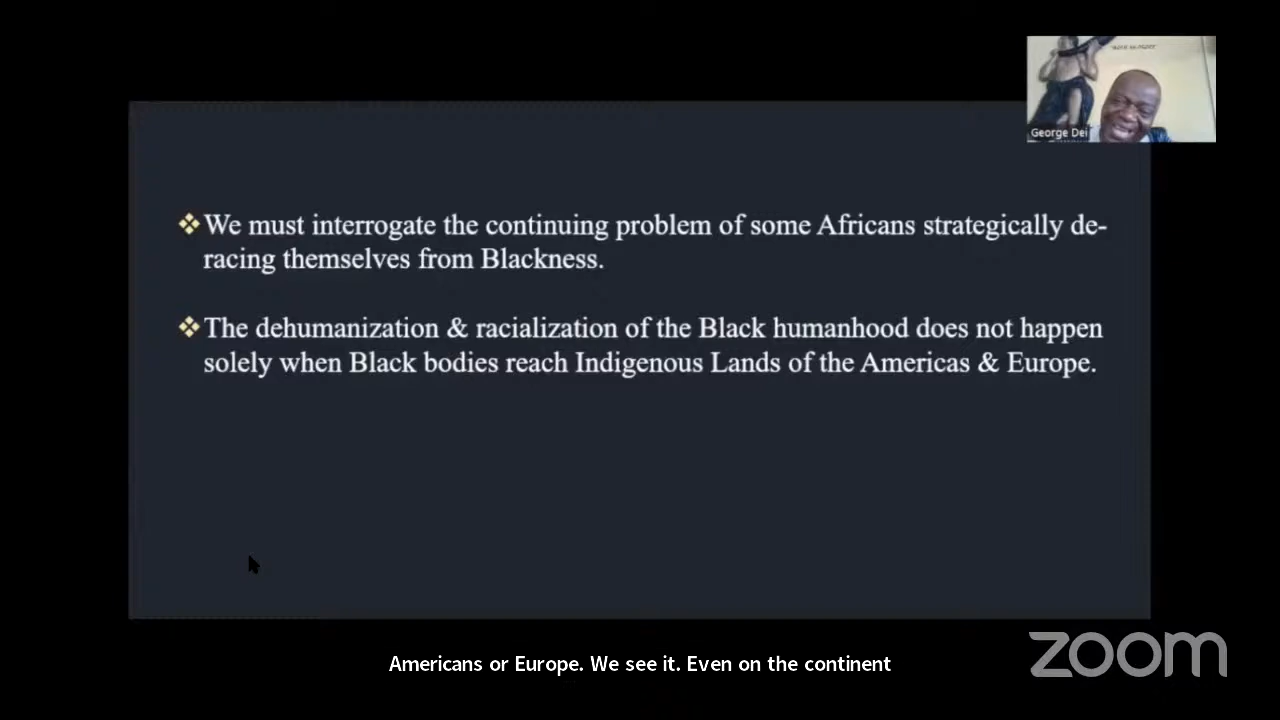 George Dei
❖We must interrogate the continuing problem of some Africans strategically de-
racing themselves from Blackness.
❖The dehumanization & racialization of the Black humanhood does not happen
solely when Black bodies reach Indigenous Lands of the Americas & Europe.
Americans or Europe. We see it. Even on the continent
zoom